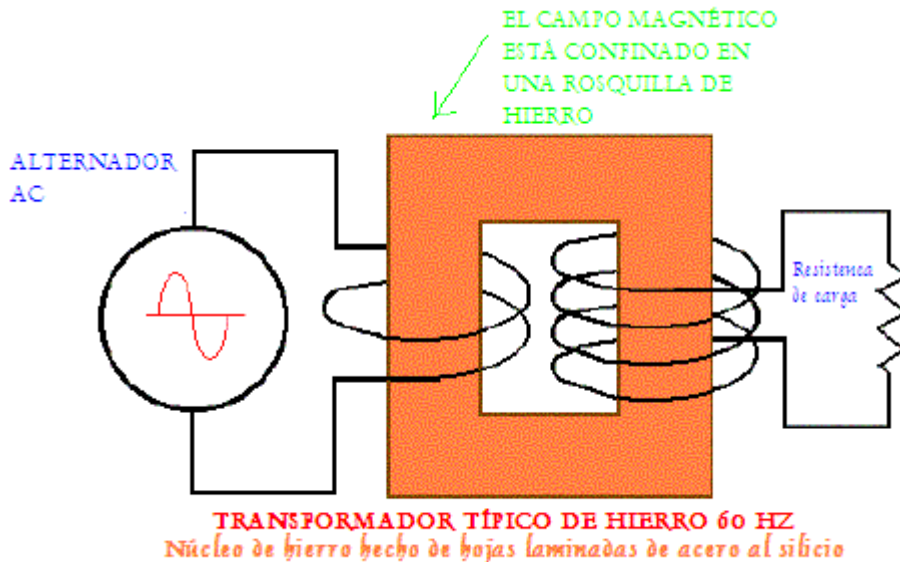 EL CAMPO MAGNÉTICO
ESTÁ CONFINADO EN
UNA ROSQUILLA DE
HIERRO
ALTERNADOR
AC
Resistenca
de carga
TRANSFORMADOR TÍPICO DE HIERRO 60 HZ
Núcleo de hierro hecho de hojas laminadas de acero al silicio